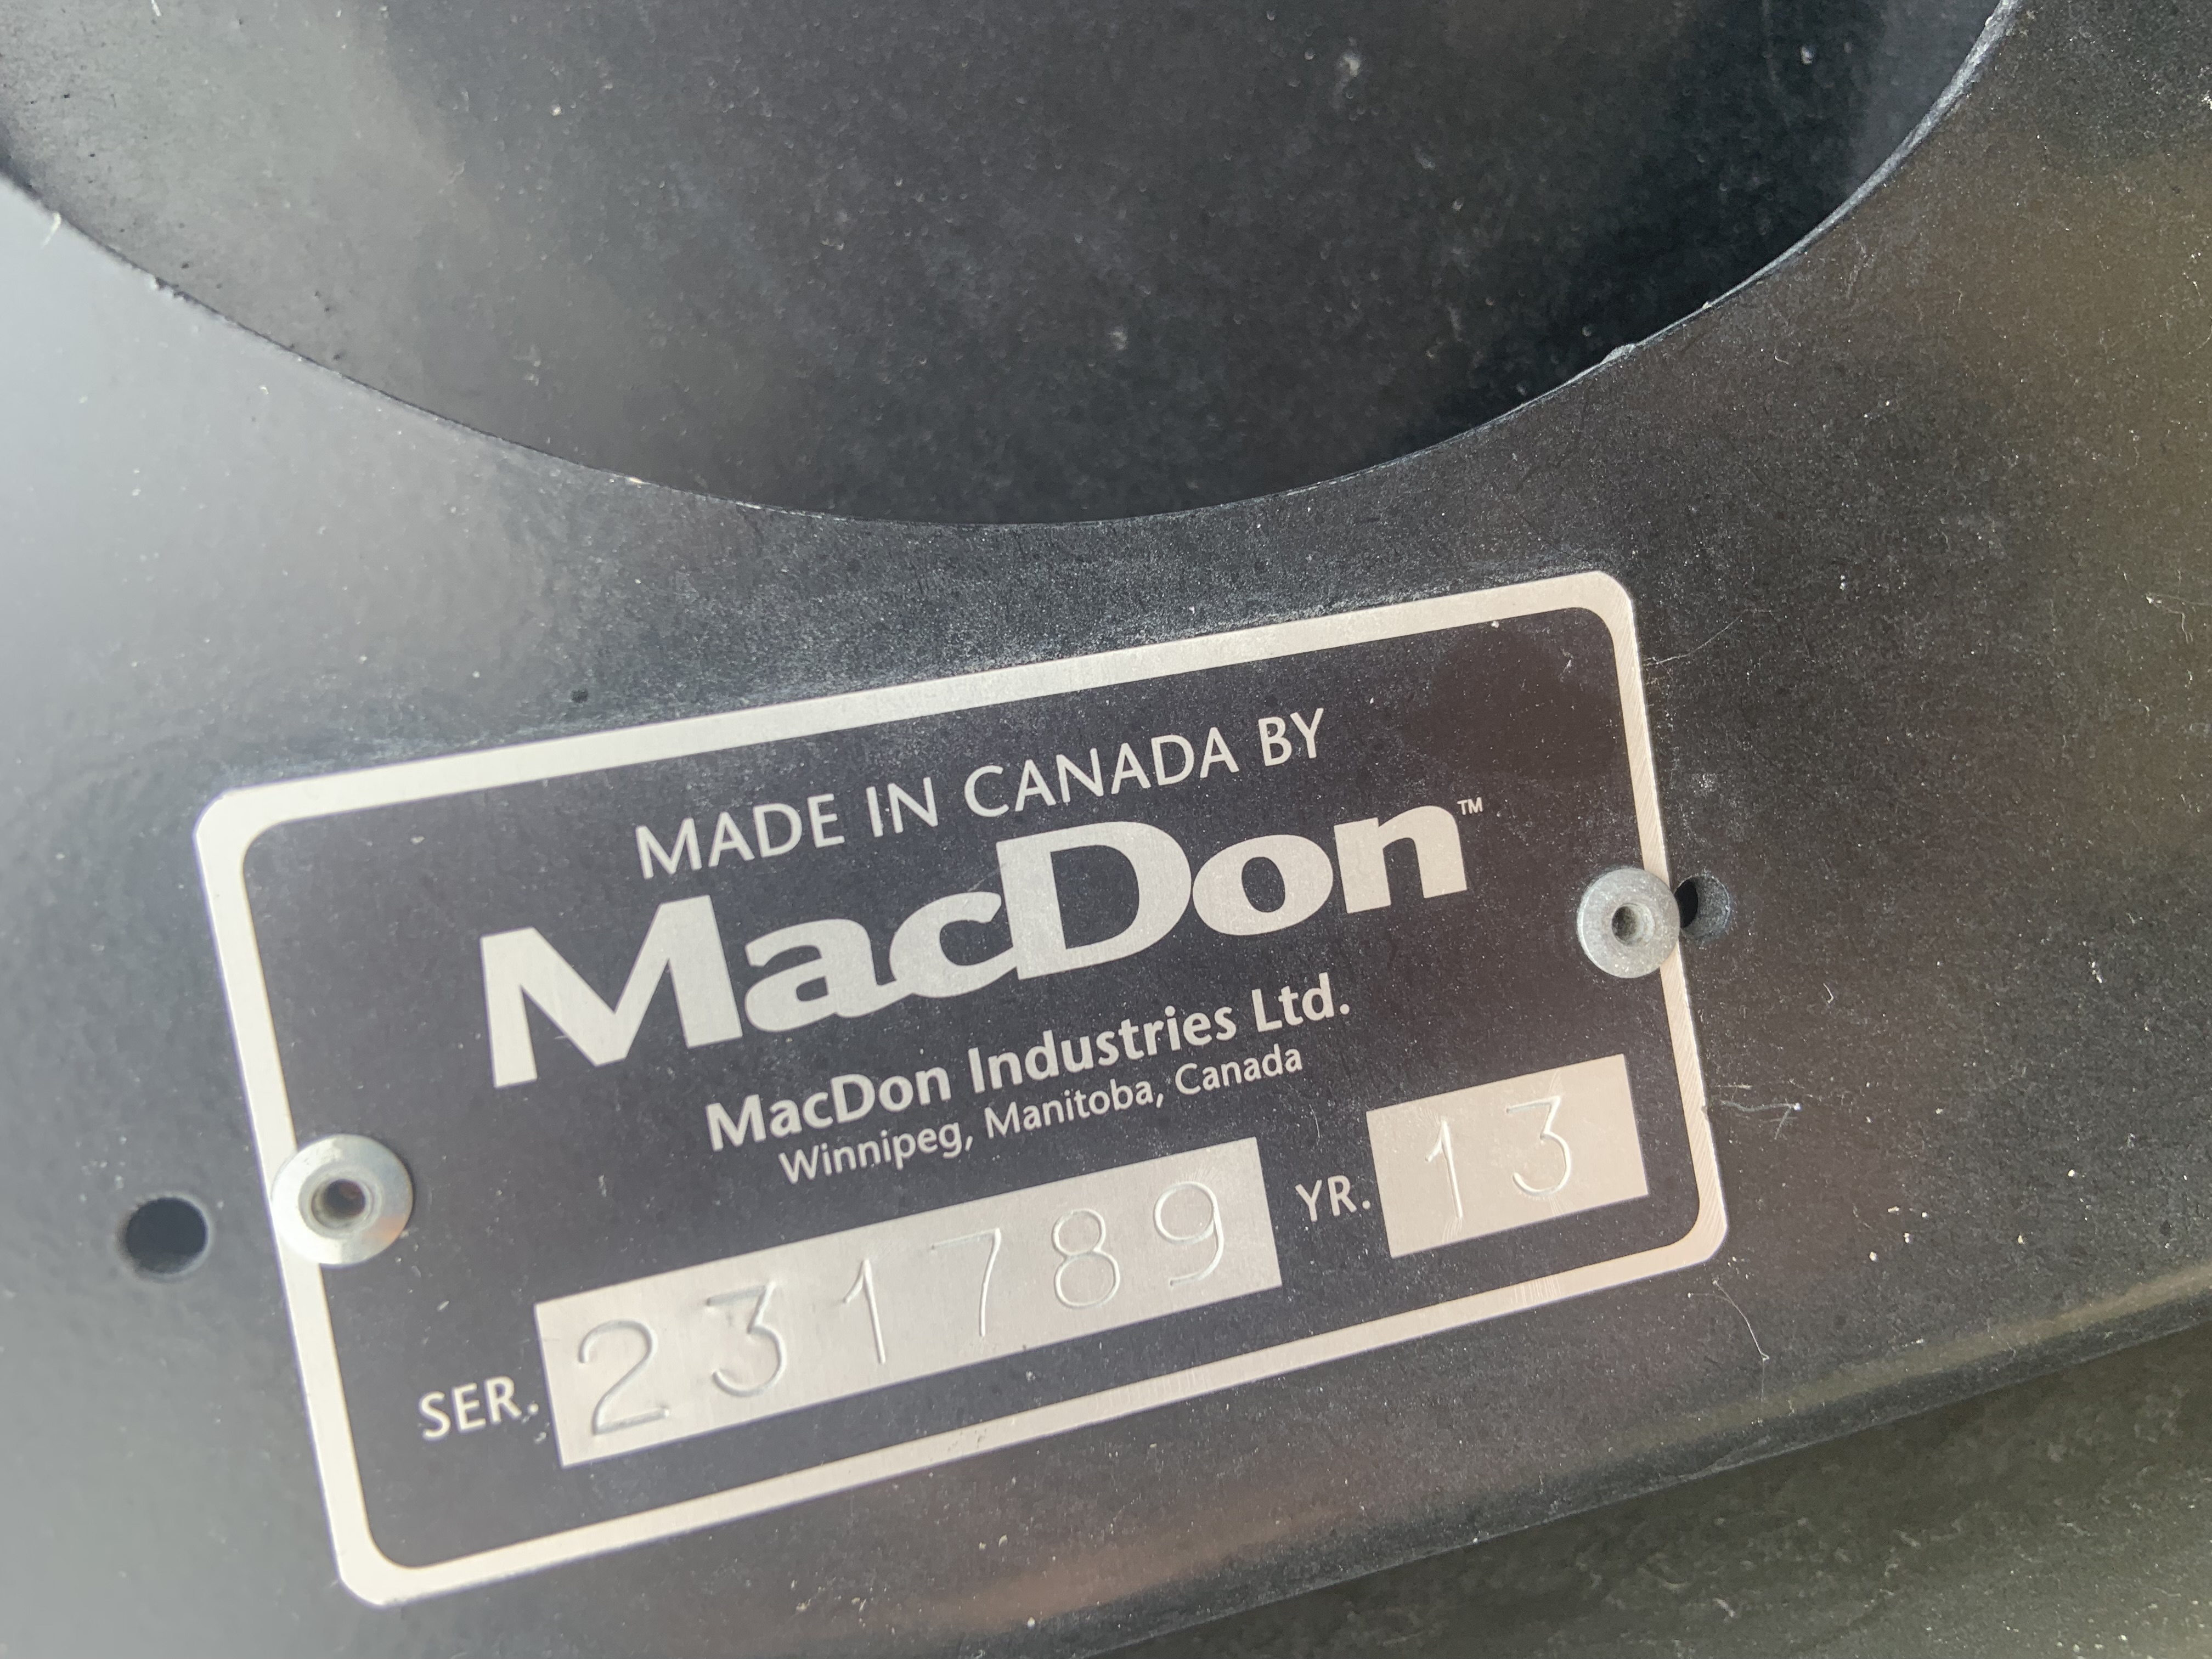 MADE IN CANADA BY
MacDon™
MacDon Industries Ltd.
Winnipeg, Manitoba, Canada
SER. 231789 YR. 13